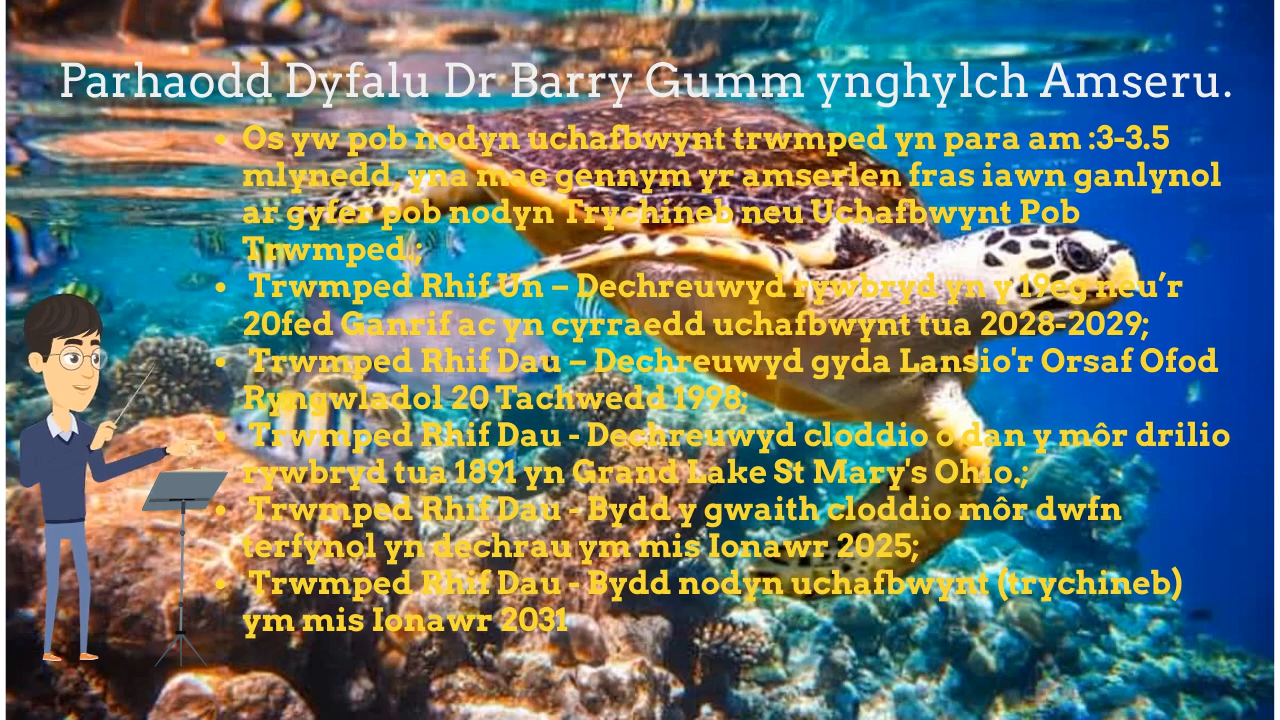 Parhaodd Dyfalu Dr Barry Gumm ynghylch Amseru.
• Os yw pob nodyn uchafbwynt trwmped yn para am :3-3.5
mlynedd, yna mae gennym yr amserlen fras iawn ganlynol
ar gyfer pob nodyn Trychineb neu Uchafbwynt Pob
Trwmped.;
• Trwmped Rhif Un – Dechreuwyd rywbryd yn y 19eg neu’r
20fed Ganrif ac yn cyrraedd uchafbwynt tua 2028-2029;
• Trwmped Rhif Dau – Dechreuwyd gyda Lansio'r Orsaf Ofod
Ryngwladol 20 Tachwedd 1998;
• Trwmped Rhif Dau - Dechreuwyd cloddio o dan y môr drilio
rywbryd tua 1891 yn Grand Lake St Mary's Ohio.;
• Trwmped Rhif Dau - Bydd y gwaith cloddio môr dwfn
terfynol yn dechrau ym mis Ionawr 2025;
• Trwmped Rhif Dau - Bydd nodyn uchafbwynt (trychineb)
ym mis Ionawr 2031